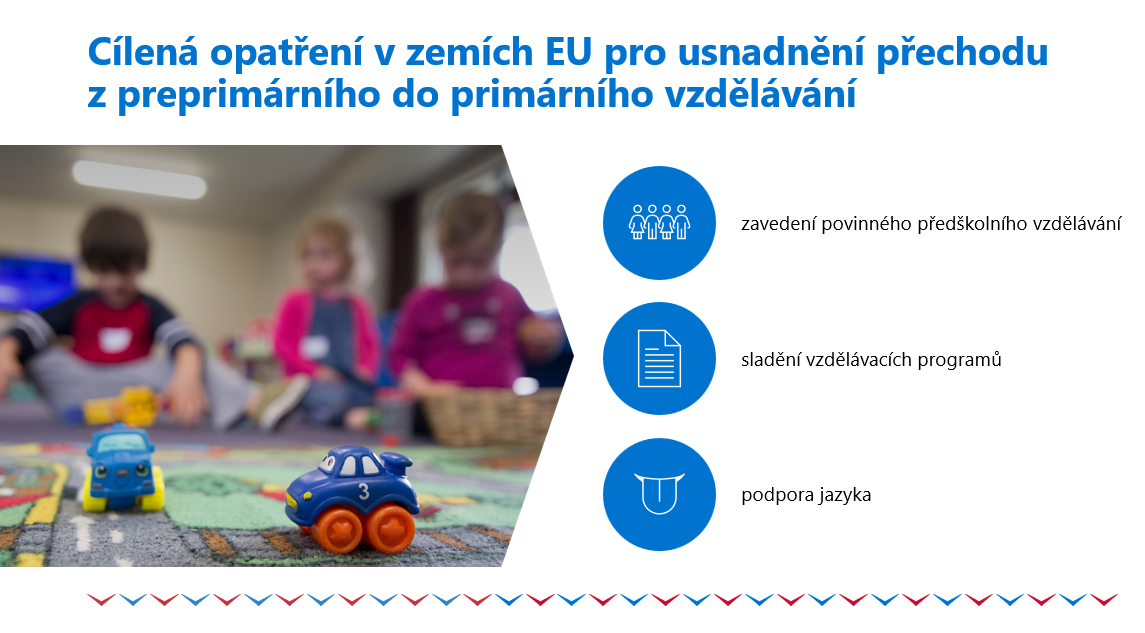 Cílená opatření v zemích EU pro usnadnění přechodu
z preprimárního do primárního vzdělávání
zavedení povinného předškolního vzdělávání
sladění vzdělávacích programů
3
podpora jazyka